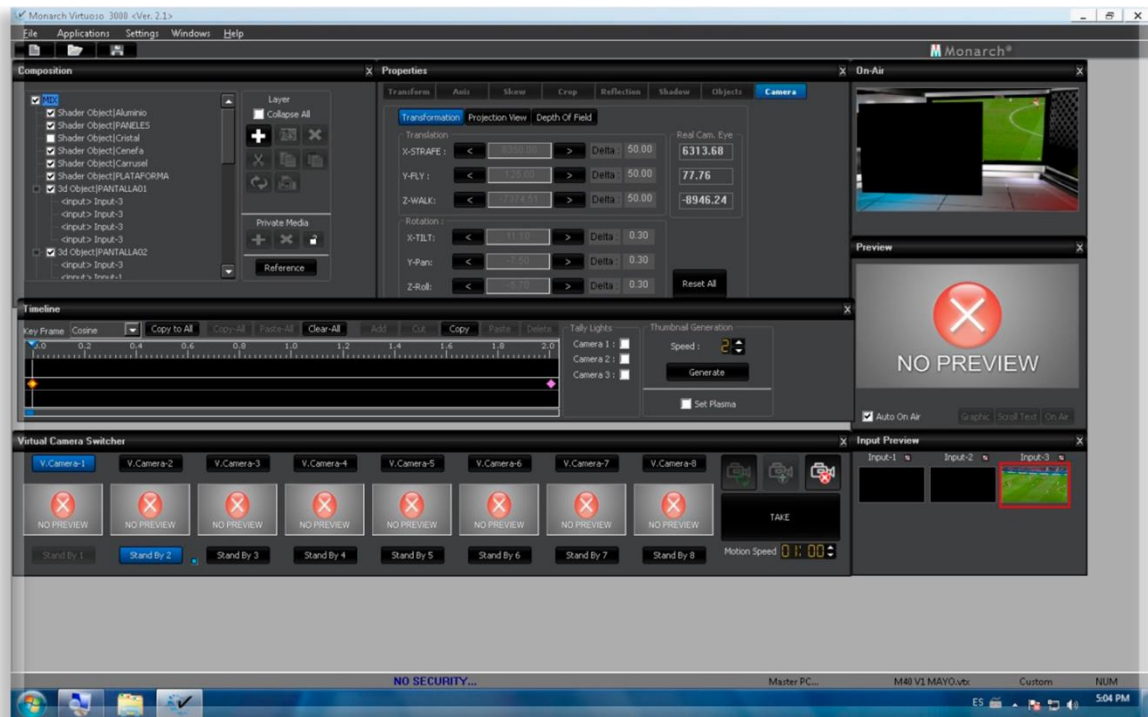 Monarch Virtuoso 3000 <Ver. 2.1>
File Applications Settings Windows Help
Monarch®
Composition
MIX
Shader Object|Aluminio
Shader Object|PANELES
Shader Object|Cristal
Shader Object|Cenefa
Shader Object|Carrusel
Shader Object|PLATAFORMA
3d Object|PANTALLA01
<input> Input-3
<input> Input-3
<input> Input-3
<input> Input-3
3d Object|PANTALLA02
<input> Input-3
<input> Input-1
Layer
Collapse All
Private Media
Reference
Properties
Transform Axis Skew Crop Reflection Shadow Objects Camera
Transformation Projection View Depth Of Field
Translation
X-STRAFE : < > Delta : 50.00
Y-FLY : < > Delta : 50.00
Z-WALK: < > Delta : 50.00
Real Cam. Eye
6313.68
77.76
-8946.24
Rotation :
X-TILT: < 11.10 > Delta : 0.30
Y-Pan: < > Delta : 0.30
Z-Roll: < > Delta : 0.30
Reset All
On-Air
Preview
NO PREVIEW
Auto On Air Graphic Scroll Text On Air
Timeline
Key Frame Cosine Copy to All Copy-All Paste-All Clear-All Add Cut Copy Paste Delete
0.0 0.2 0.4 0.6 0.8 1.0 1.2 1.4 1.6 1.8 2.0
Tally Lights
Camera 1 :
Camera 2 :
Camera 3 :
Thumbnail Generation
Speed : 2
Generate
Set Plasma
Virtual Camera Switcher
V.Camera-1 V.Camera-2 V.Camera-3 V.Camera-4 V.Camera-5 V.Camera-6 V.Camera-7 V.Camera-8
NO PREVIEW NO PREVIEW NO PREVIEW NO PREVIEW NO PREVIEW NO PREVIEW NO PREVIEW NO PREVIEW
Stand By 1 Stand By 2 Stand By 3 Stand By 4 Stand By 5 Stand By 6 Stand By 7 Stand By 8
TAKE
Motion Speed 01:00
Input Preview
Input-1 Input-2 Input-3
NO SECURITY... Master PC... M40 V1 MAYO.vtx Custom NUM
ES 5:04 PM